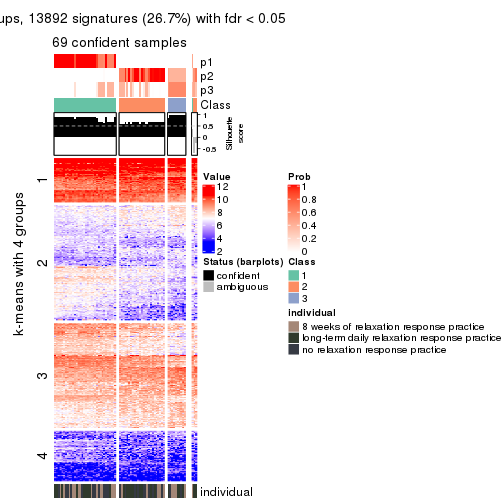 ups, 13892 signatures (26.7%) with fdr < 0.05
69 confident samples
p1
p2
p3
Class
1
0.5
0
-0.5
Silhouette
score
k-means with 4 groups
1
2
3
4
individual
Value
12
10
8
6
4
2
Prob
1
0.8
0.6
0.4
0.2
0
Status (barplots)
confident
ambiguous
Class
1
2
3
individual
8 weeks of relaxation response practice
long-term daily relaxation response practice
no relaxation response practice